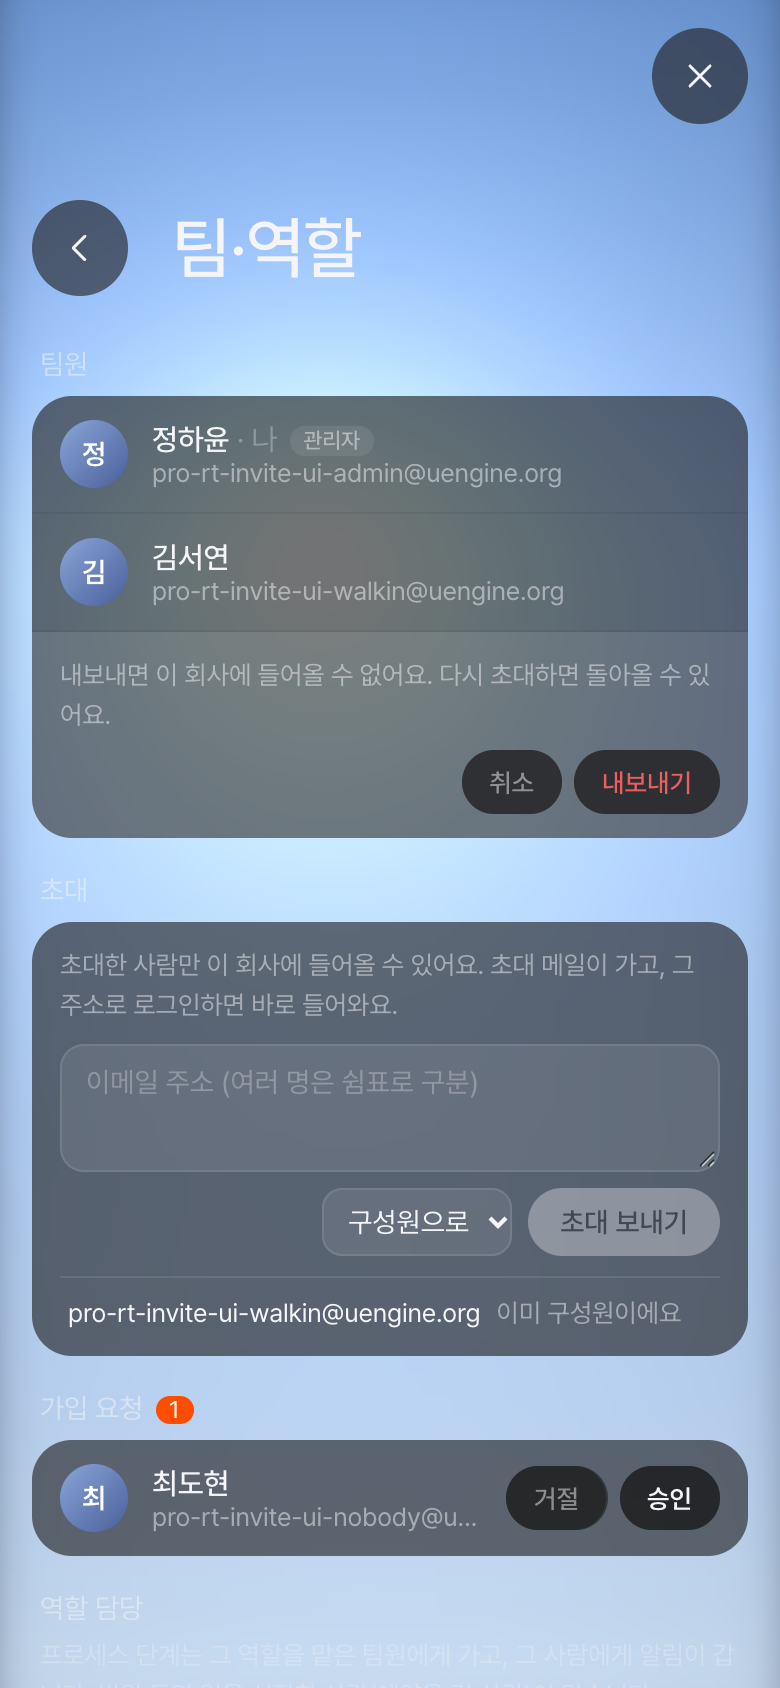 팀·역할
팀원
정 정하윤 · 나 관리자
pro-rt-invite-ui-admin@uengine.org
김 김서연
pro-rt-invite-ui-walkin@uengine.org
내보내면 이 회사에 들어올 수 없어요. 다시 초대하면 돌아올 수 있
어요.
취소 내보내기
초대
초대한 사람만 이 회사에 들어올 수 있어요. 초대 메일이 가고, 그
주소로 로그인하면 바로 들어와요.
이메일 주소 (여러 명은 쉼표로 구분)
구성원으로 초대 보내기
pro-rt-invite-ui-walkin@uengine.org 이미 구성원이에요
가입 요청 1
최 최도현
pro-rt-invite-ui-nobody@u...
거절 승인
역할 담당
프로세스 단계는 그 역할을 맡은 팀원에게 가고, 그 사람에게 알림이 갑